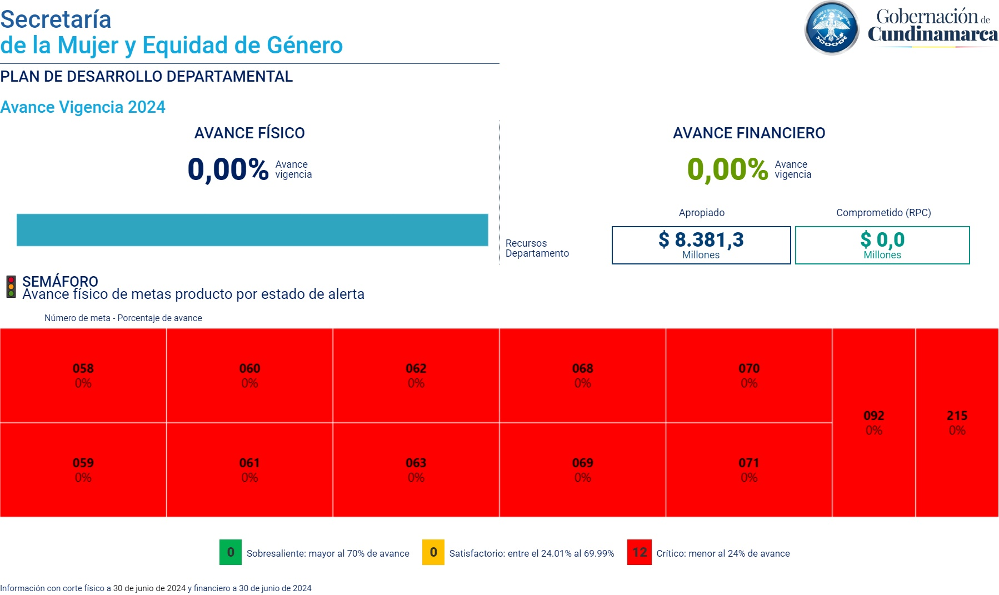 Secretaría
de la Mujer y Equidad de Género
Gobernación de
Cundinamarca
PLAN DE DESARROLLO DEPARTAMENTAL
Avance Vigencia 2024
AVANCE FÍSICO
0,00% Avance
vigencia
AVANCE FINANCIERO
0,00% Avance
vigencia
Apropiado
Comprometido (RPC)
Recursos
Departamento
$ 8.381,3
Millones
$ 0,0
Millones
SEMÁFORO
Avance físico de metas producto por estado de alerta
Número de meta - Porcentaje de avance
058
0%
060
0%
062
0%
068
0%
070
0%
092
0%
215
0%
059
0%
061
0%
063
0%
069
0%
071
0%
0 Sobresaliente: mayor al 70% de avance
0 Satisfactorio: entre el 24.01% al 69.99%
12 Crítico: menor al 24% de avance
Información con corte físico a 30 de junio de 2024 y financiero a 30 de junio de 2024